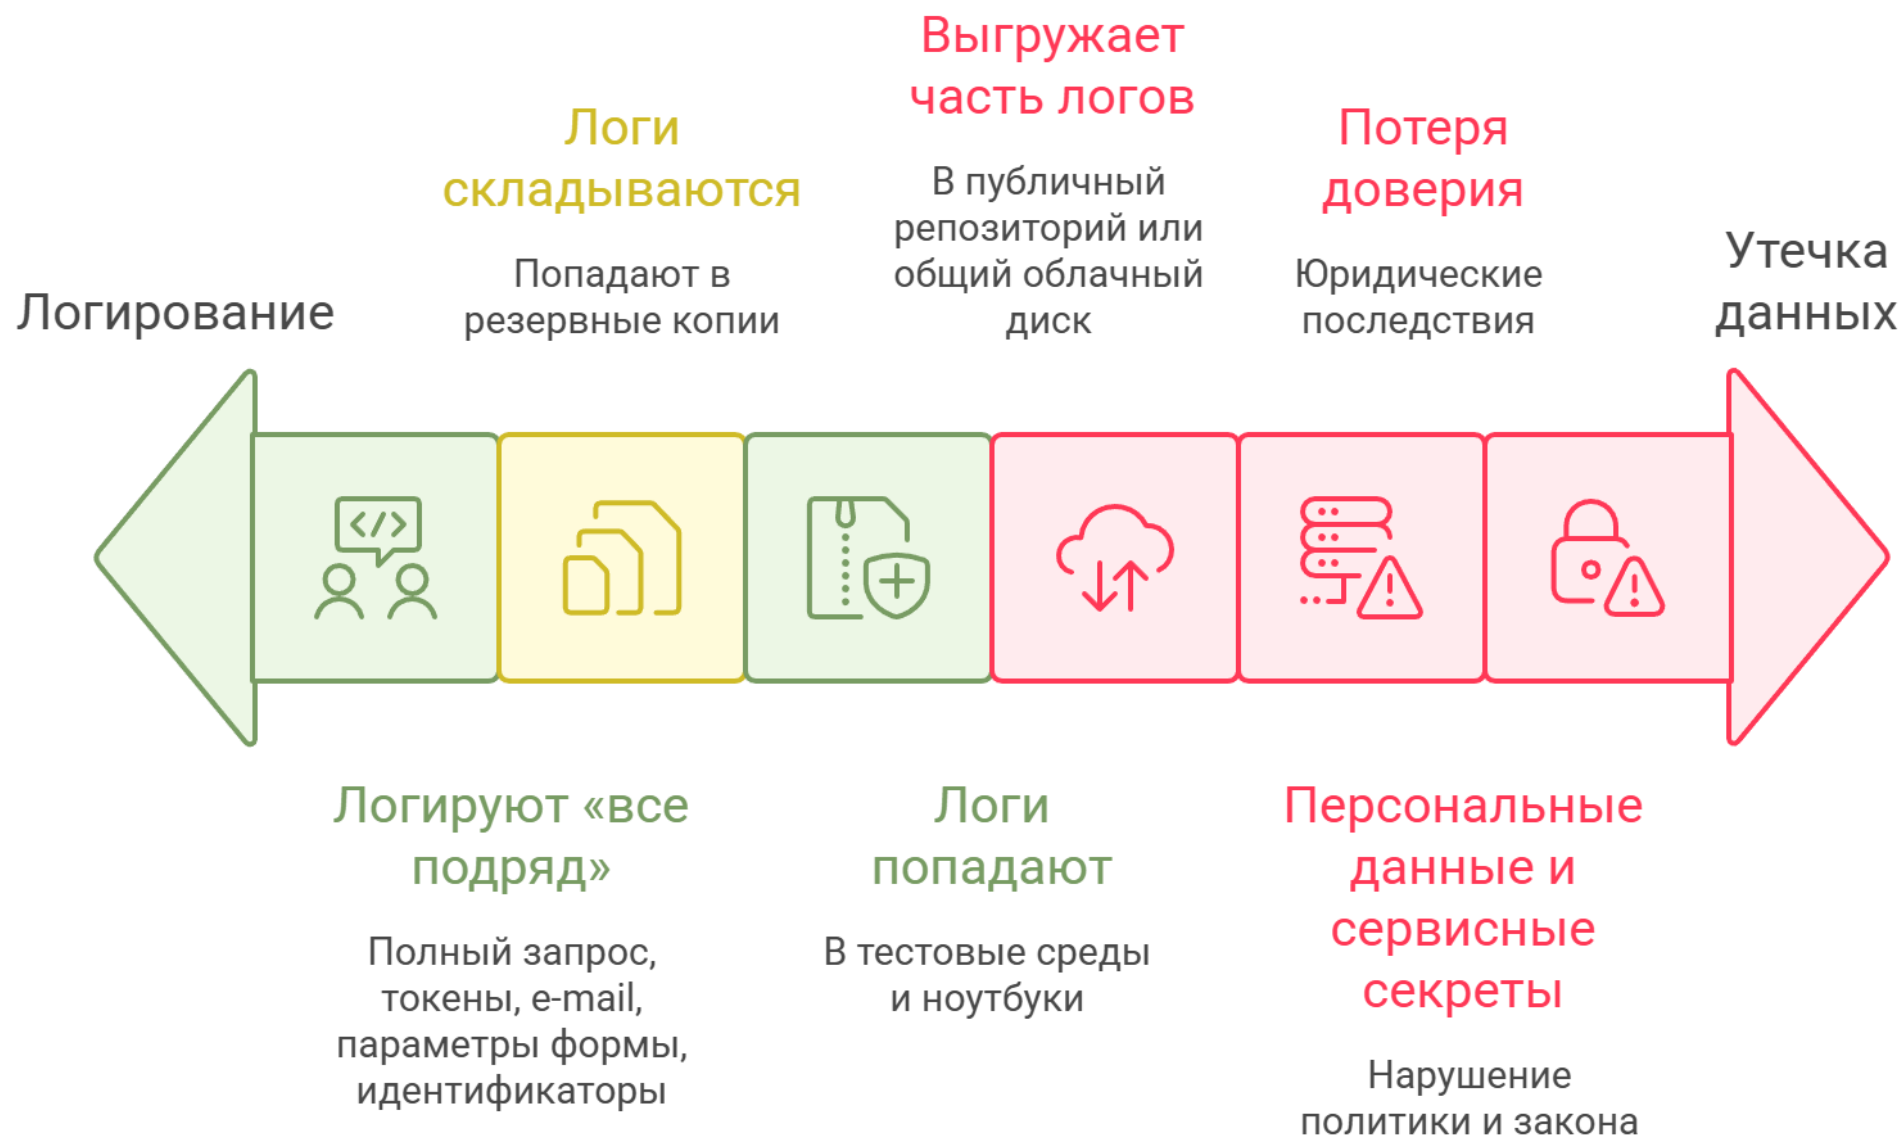 Логирование
Логи
складываются
Попадают в
резервные копии
Выгружает
часть логов
В публичный
репозиторий или
общий облачный
диск
Потеря
доверия
Юридические
последствия
Утечка
данных
</>
Логируют «все
подряд»
Полный запрос,
токены, e-mail,
параметры формы,
идентификаторы
Логи
попадают
В тестовые среды
и ноутбуки
Персональные
данные и
сервисные
секреты
Нарушение
политики и закона